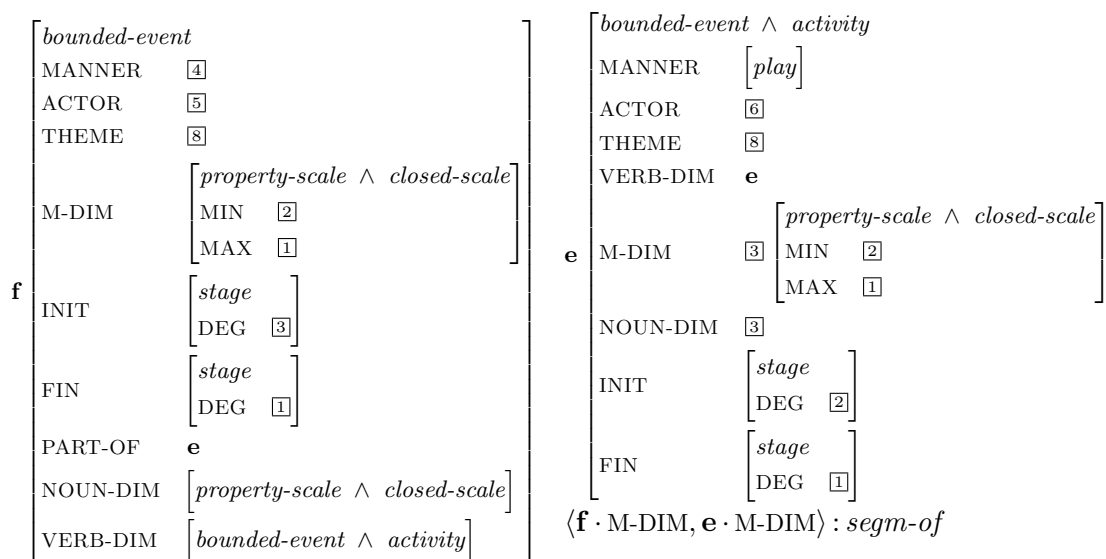 f
bounded-event
MANNER 4
ACTOR 5
THEME 8
M-DIM
property-scale ∧ closed-scale
MIN 2
MAX 1
INIT
stage
DEG 3
FIN
stage
DEG 1
PART-OF e
NOUN-DIM [property-scale ∧ closed-scale]
VERB-DIM [bounded-event ∧ activity]
e
bounded-event ∧ activity
MANNER [play]
ACTOR 6
THEME 8
VERB-DIM e
M-DIM 3
property-scale ∧ closed-scale
MIN 2
MAX 1
NOUN-DIM 3
INIT
stage
DEG 2
FIN
stage
DEG 1
⟨f · M-DIM, e · M-DIM⟩ : segm-of